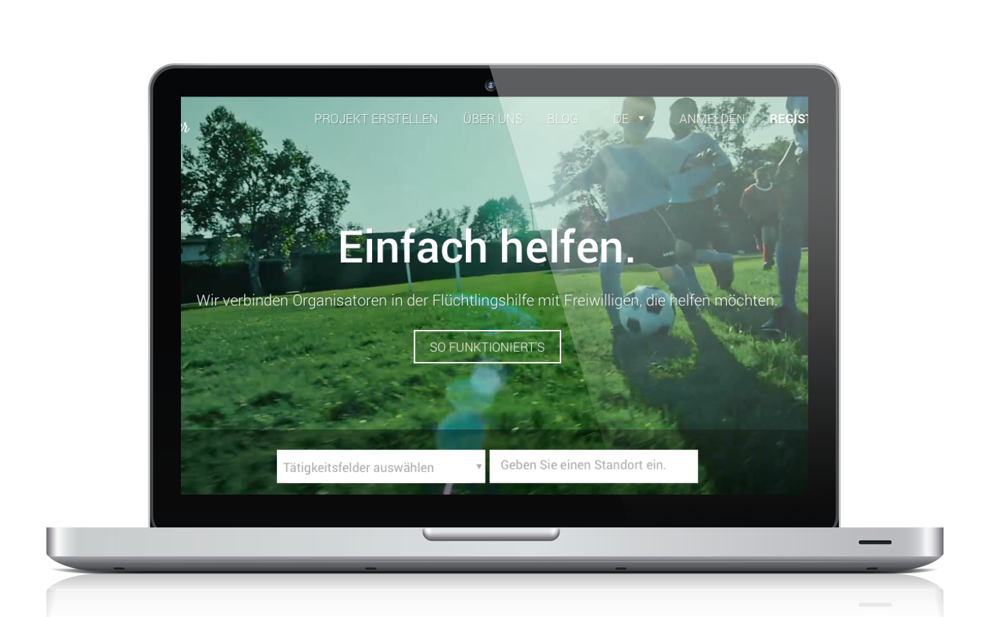 er
PROJEKT ERSTELLEN ÜBER UNS BLOG DE ANMELDEN REGIST
Einfach helfen.
Wir verbinden Organisatoren in der Flüchtlingshilfe mit Freiwilligen, die helfen möchten.
SO FUNKTIONIERT'S
Tätigkeitsfelder auswählen
Geben Sie einen Standort ein.